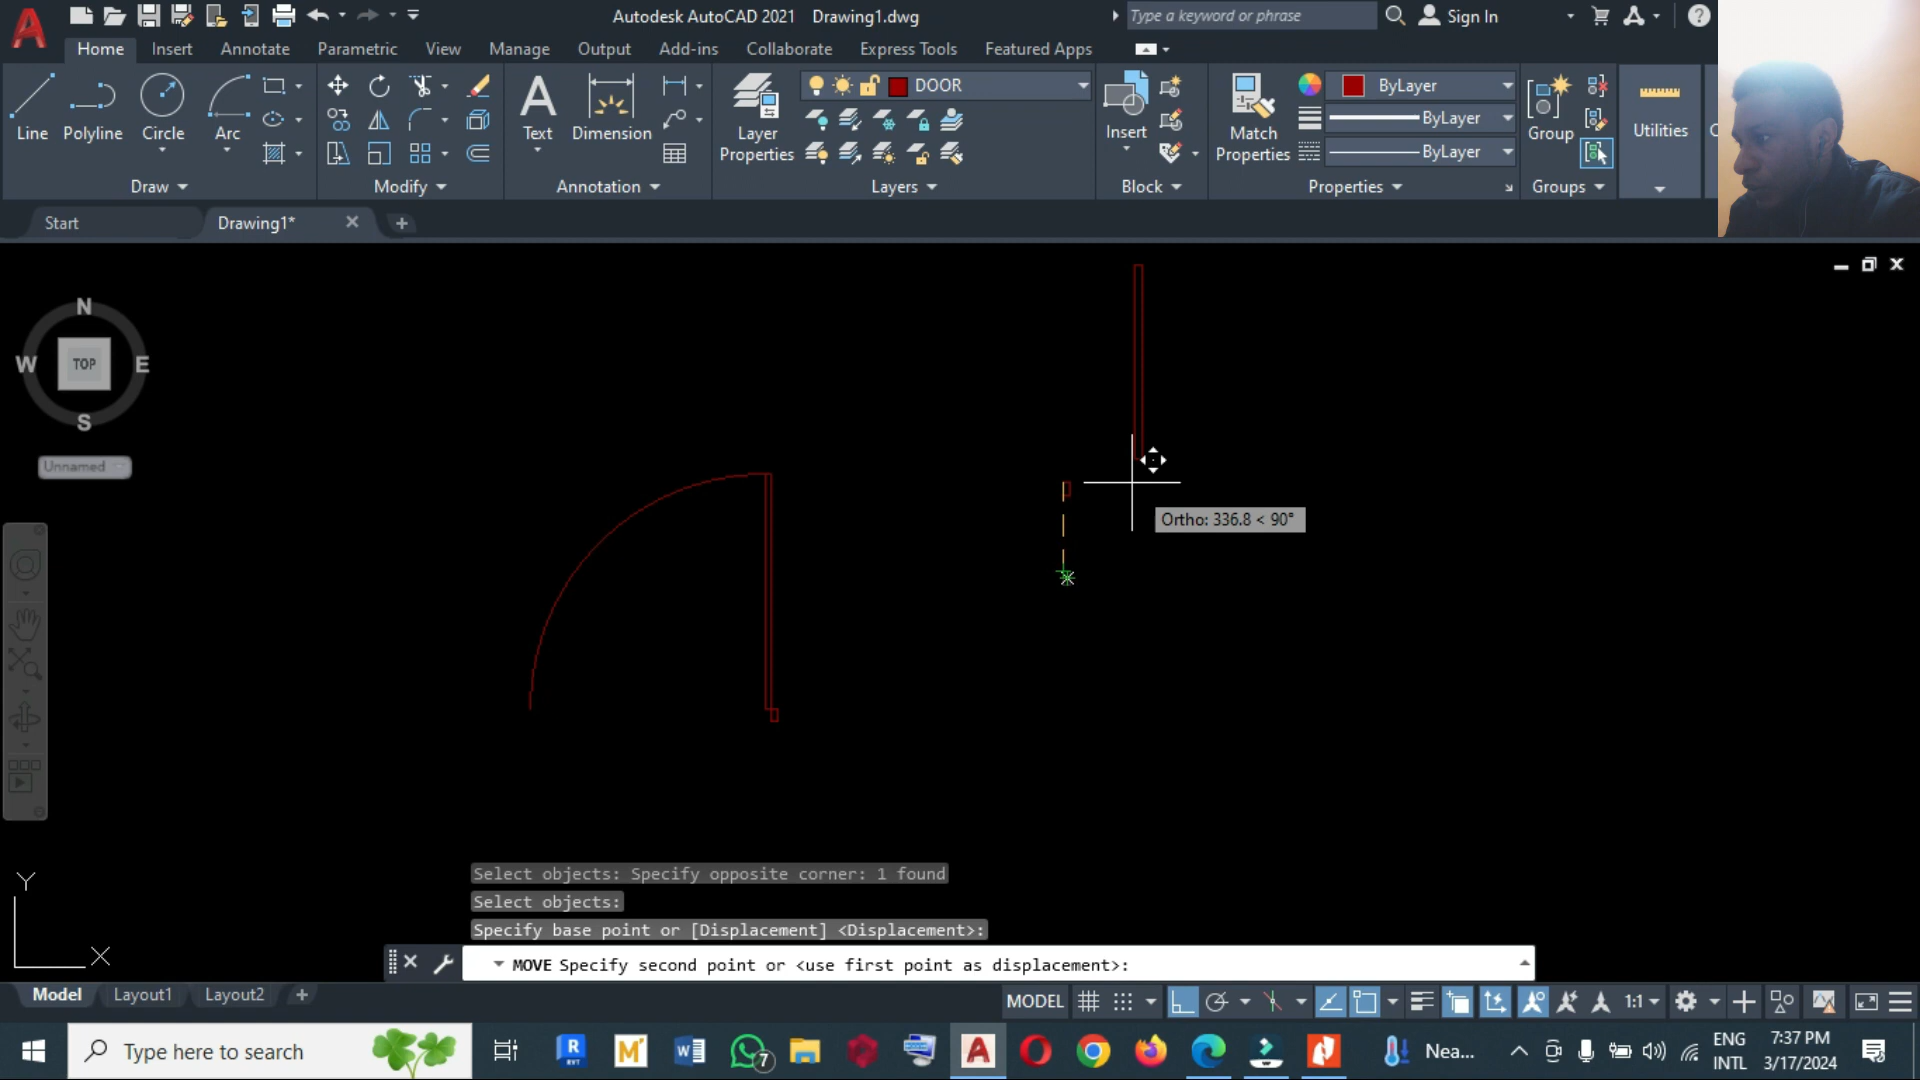 Autodesk AutoCAD 2021 Drawing1.dwg
Type a keyword or phrase
Sign In
Home Insert Annotate Parametric View Manage Output Add-ins Collaborate Express Tools Featured Apps
Line Polyline Circle Arc
Text Dimension
Layer Properties
DOOR
Insert
Match Properties
ByLayer
ByLayer
ByLayer
Group
Utilities
Draw Modify Annotation Layers Block Properties Groups
Start Drawing1*
N
W TOP E
S
Unnamed
Ortho: 336.8 < 90°
Select objects: Specify opposite corner: 1 found
Select objects:
Specify base point or [Displacement] <Displacement>:
MOVE Specify second point or <use first point as displacement>:
Y
X
Model Layout1 Layout2
MODEL 1:1
Type here to search
7
Nea...
ENG
INTL
7:37 PM
3/17/2024